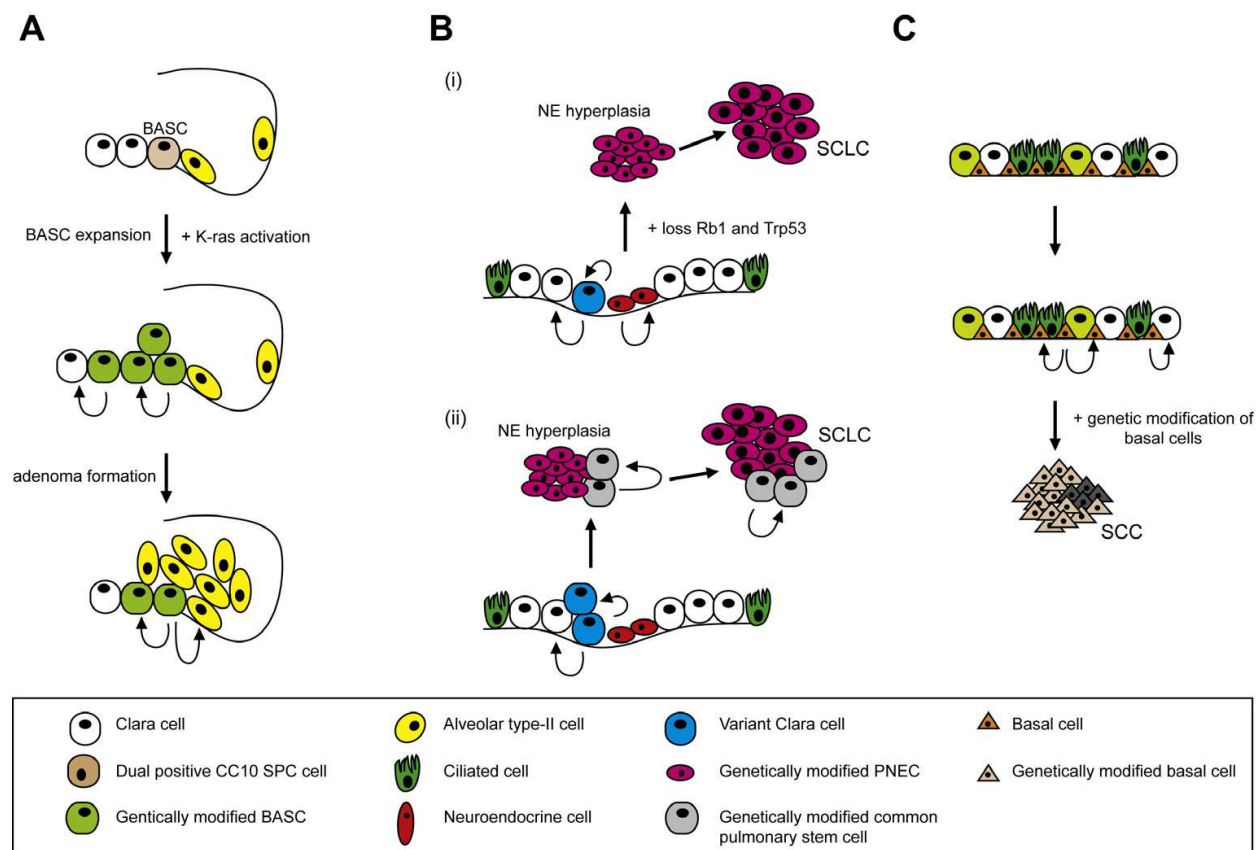 A
BASC
BASC expansion
+ K-ras activation
adenoma formation
B
(i)
NE hyperplasia
SCLC
+ loss Rb1 and Trp53
(ii)
NE hyperplasia
SCLC
C
+ genetic modification of
basal cells
SCC
Clara cell
Alveolar type-II cell
Variant Clara cell
Basal cell
Dual positive CC10 SPC cell
Ciliated cell
Genetically modified PNEC
Genetically modified basal cell
Gentically modified BASC
Neuroendocrine cell
Genetically modified common
pulmonary stem cell